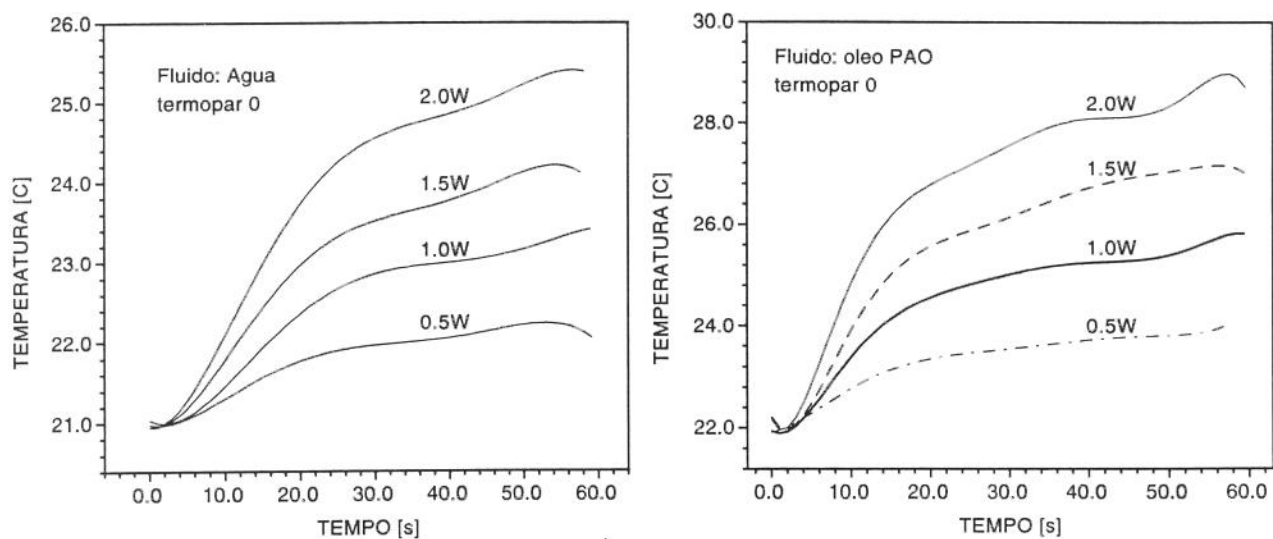 26.0
25.0
24.0
23.0
22.0
21.0
TEMPERATURA [C]
Fluido: Agua
termopar 0
2.0W
1.5W
1.0W
0.5W
0.0 10.0 20.0 30.0 40.0 50.0 60.0
TEMPO [s]
30.0
28.0
26.0
24.0
22.0
TEMPERATURA [C]
Fluido: oleo PAO
termopar 0
2.0W
1.5W
1.0W
0.5W
0.0 10.0 20.0 30.0 40.0 50.0 60.0
TEMPO [s]